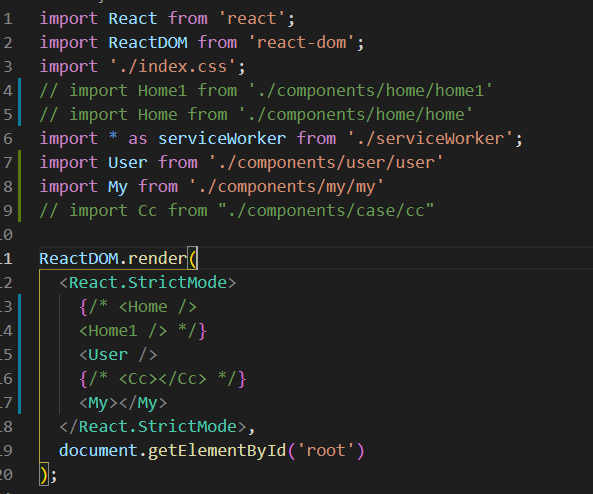 1 import React from 'react';
2 import ReactDOM from 'react-dom';
3 import './index.css';
4 // import Home1 from './components/home/home1'
5 // import Home from './components/home/home'
6 import * as serviceWorker from './serviceWorker';
7 import User from './components/user/user'
8 import My from './components/my/my'
9 // import Cc from "./components/case/cc"
10
11 ReactDOM.render(
12 <React.StrictMode>
13 {/* <Home />
14 <Home1 /> */}
15 <User />
16 {/* <Cc></Cc> */}
17 <My></My>
18 </React.StrictMode>,
19 document.getElementById('root')
20 );